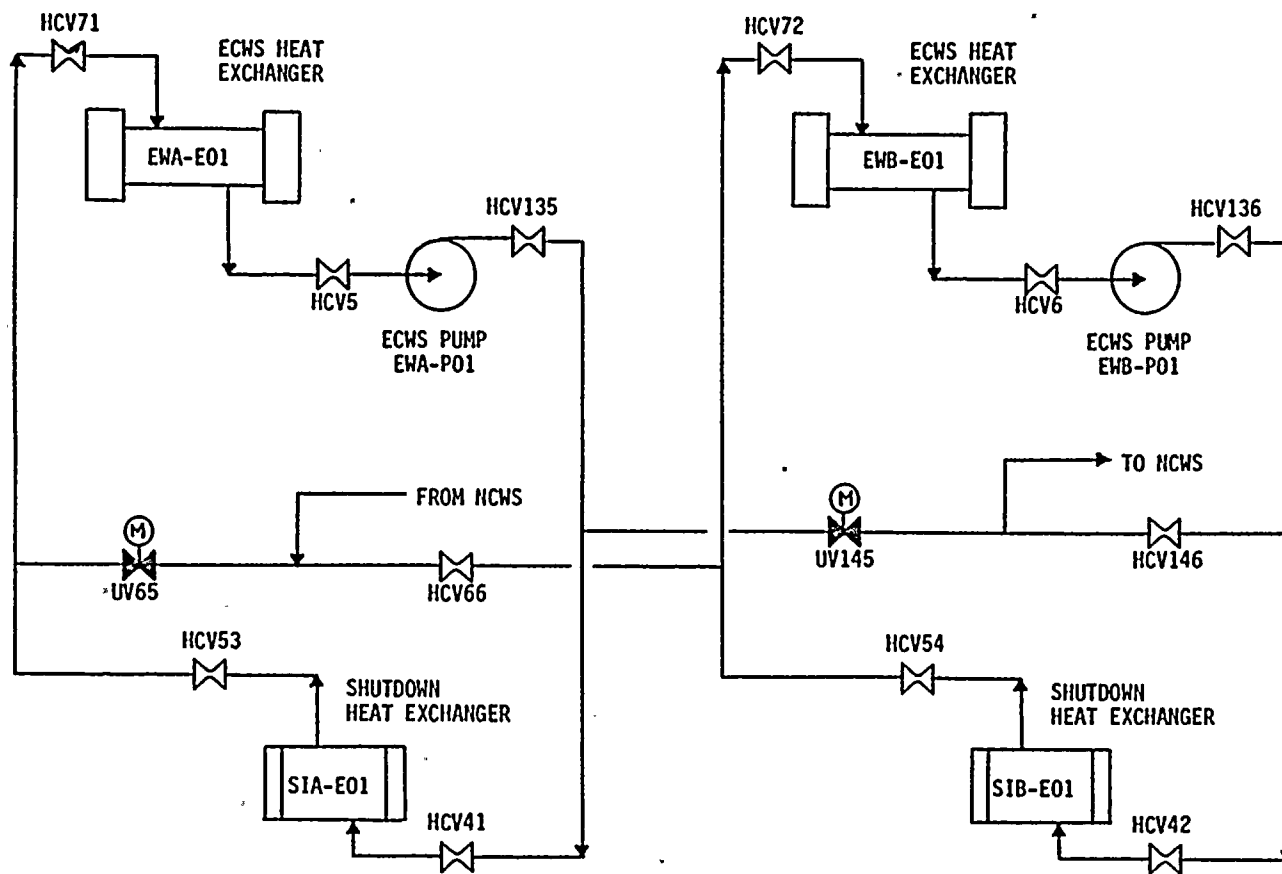 HCV71
ECWS HEAT
EXCHANGER
EWA-E01
HCV135
HCV5
ECWS PUMP
EWA-P01
HCV72
ECWS HEAT
EXCHANGER
EWB-E01
HCV136
HCV6
ECWS PUMP
EWB-P01
FROM NCWS
M
UV65
HCV66
TO NCWS
M
UV145
HCV146
HCV53
SHUTDOWN
HEAT EXCHANGER
SIA-E01
HCV41
HCV54
SHUTDOWN
HEAT EXCHANGER
SIB-E01
HCV42